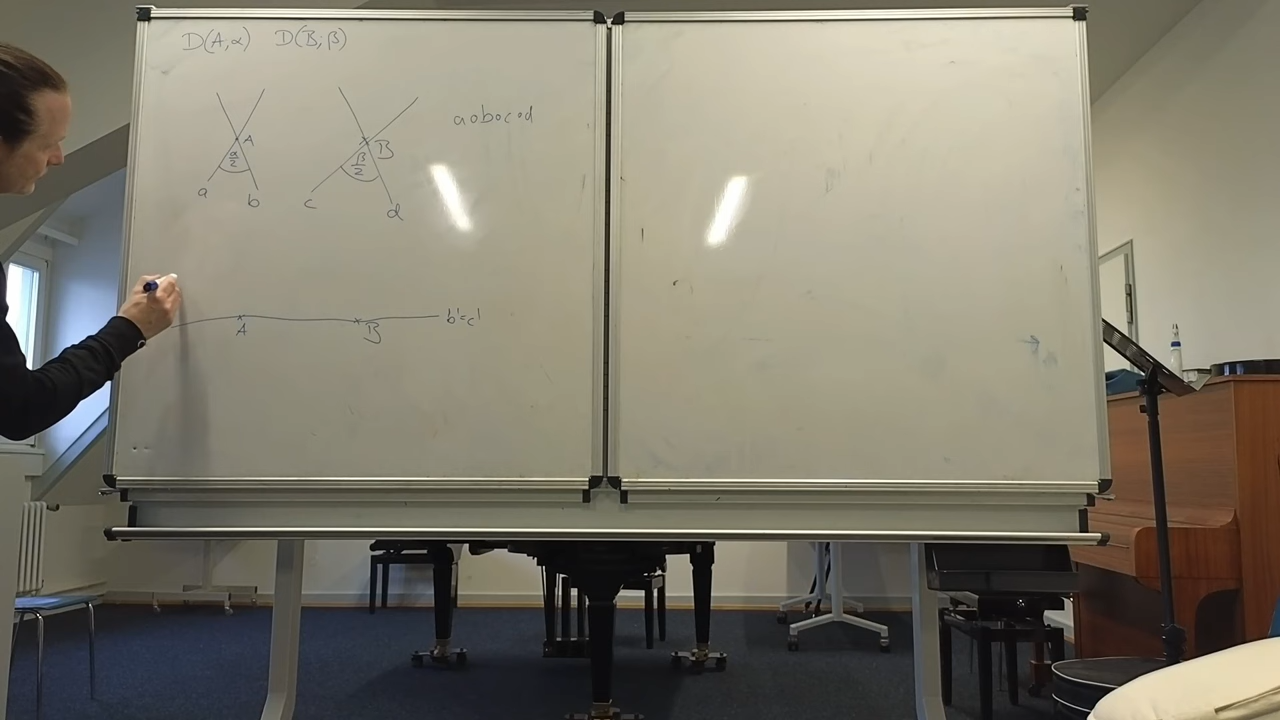 D(A,α) D(B,β)
A B a∘b∘c∘d
α/2 β/2
a b c d
A B b'=c'